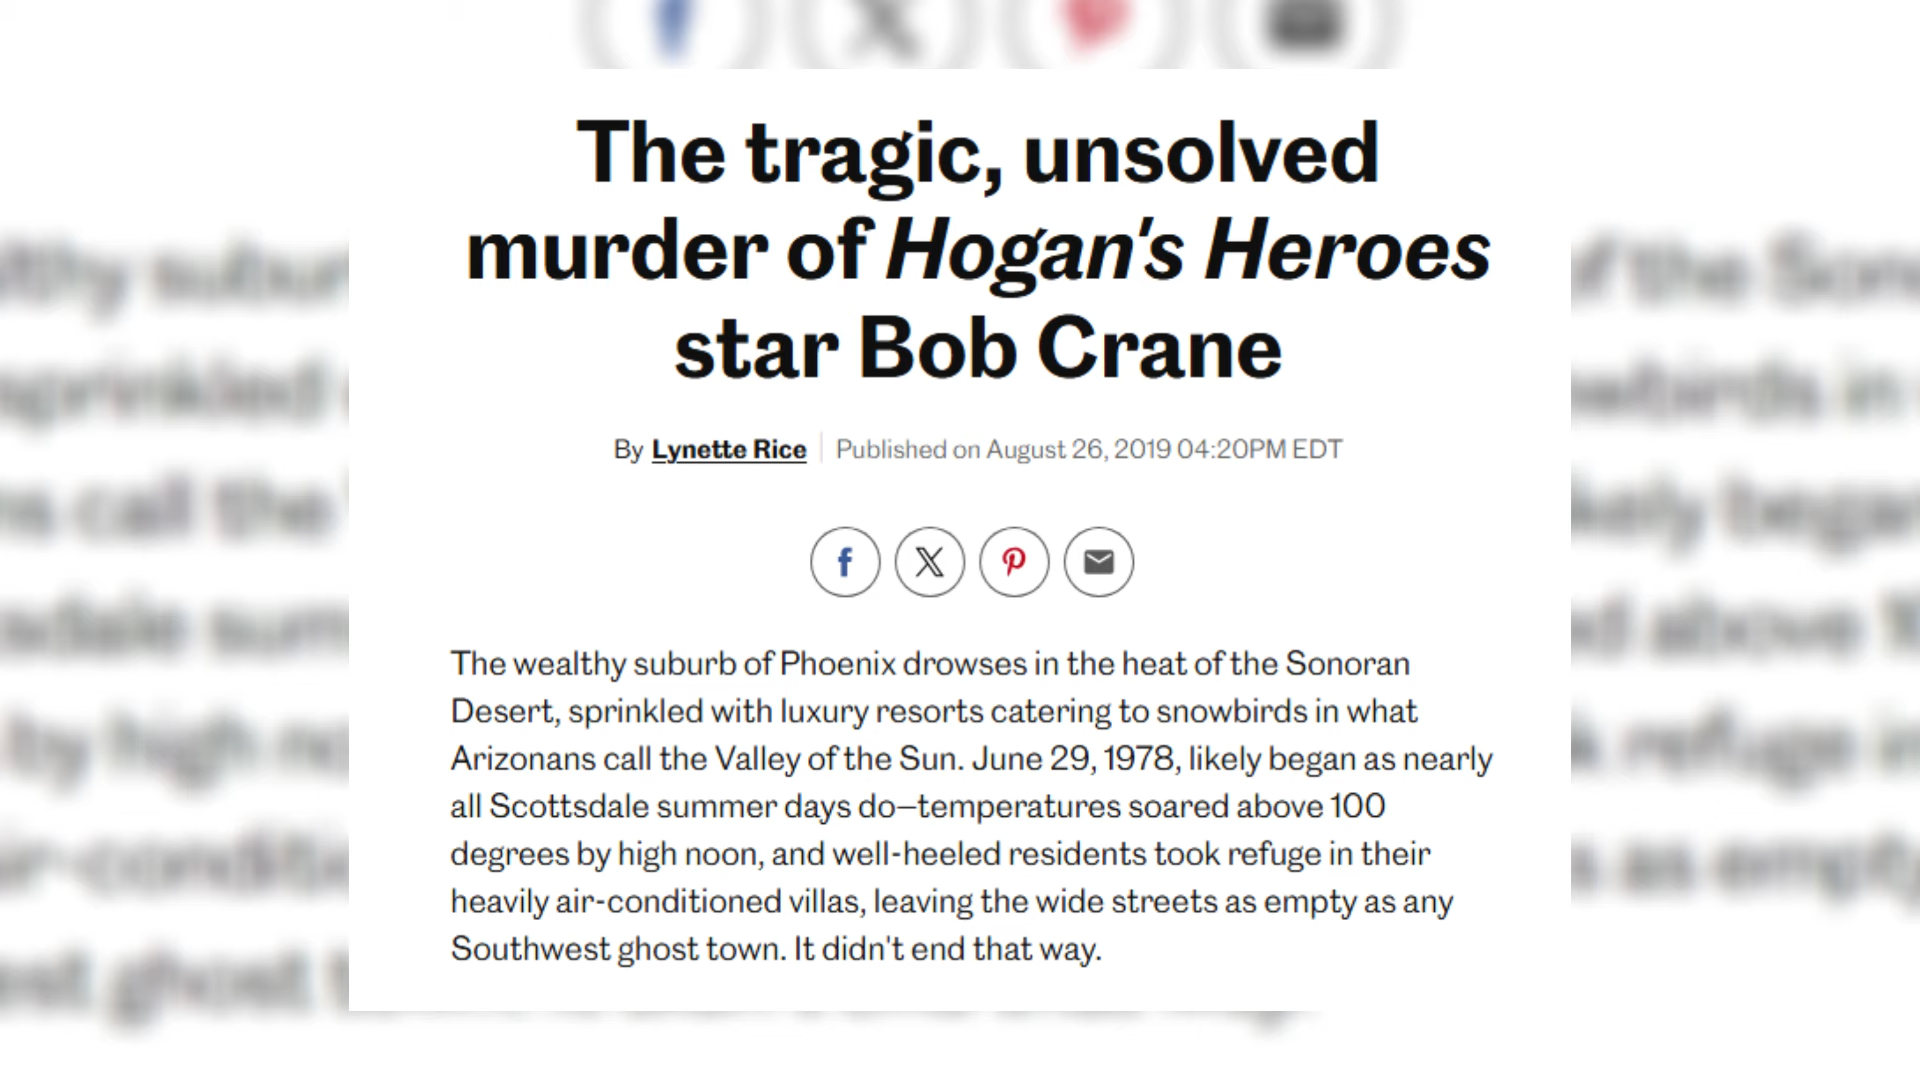 The tragic, unsolved
murder of Hogan's Heroes
star Bob Crane
By Lynette Rice Published on August 26, 2019 04:20PM EDT
The wealthy suburb of Phoenix drowses in the heat of the Sonoran
Desert, sprinkled with luxury resorts catering to snowbirds in what
Arizonans call the Valley of the Sun. June 29, 1978, likely began as nearly
all Scottsdale summer days do—temperatures soared above 100
degrees by high noon, and well-heeled residents took refuge in their
heavily air-conditioned villas, leaving the wide streets as empty as any
Southwest ghost town. It didn't end that way.